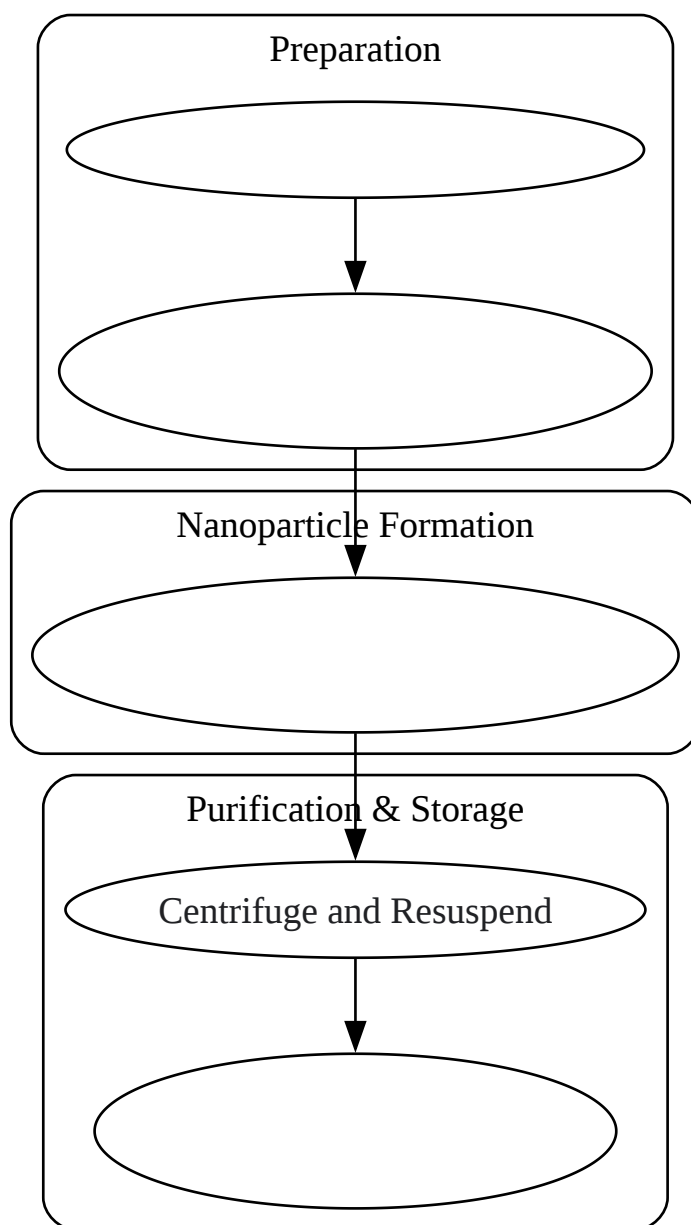 Preparation
Nanoparticle Formation
Purification & Storage
Centrifuge and Resuspend